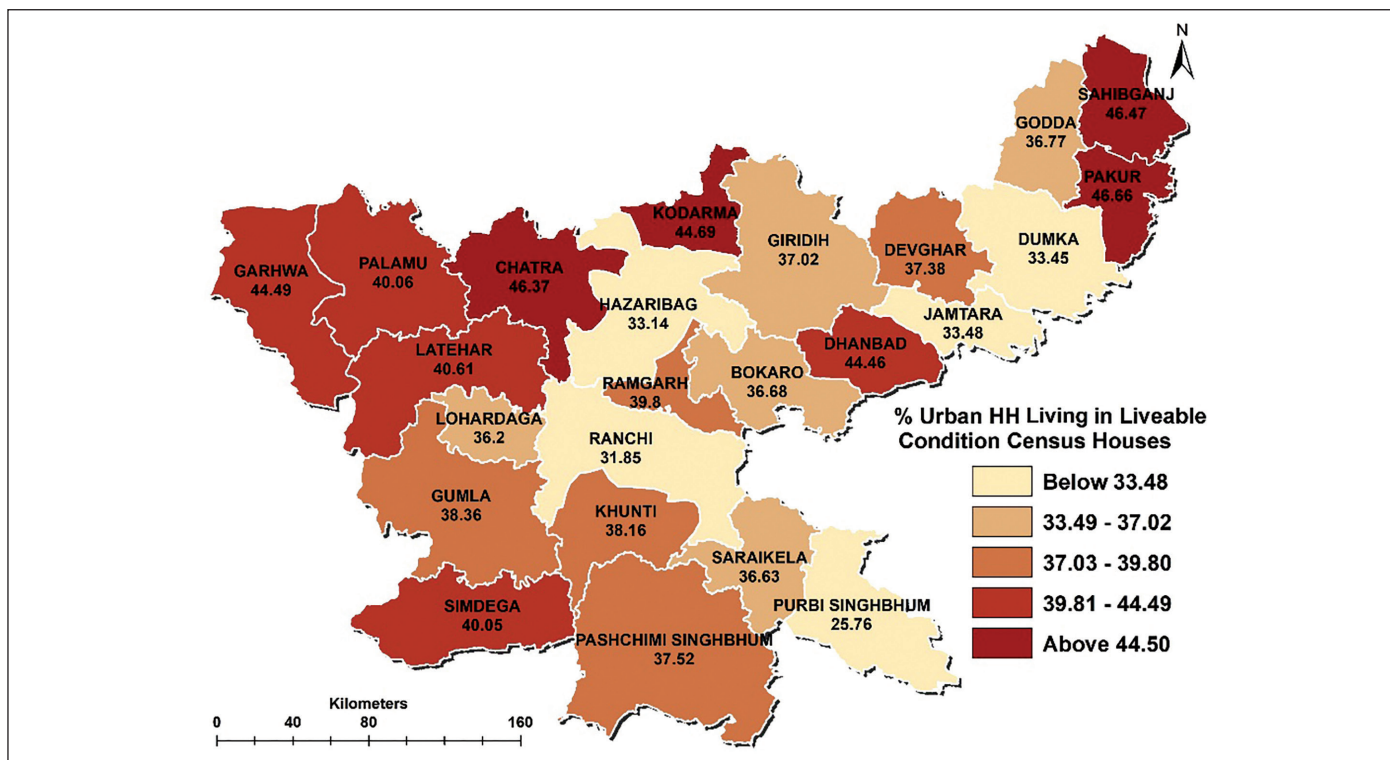 N
SAHIBGANJ
46.47
GODDA
36.77
PAKUR
46.66
KODARMA
44.69
GIRIDIH
37.02
DEVGHAR
37.38
DUMKA
33.45
GARHWA
44.49
PALAMU
40.06
CHATRA
46.37
HAZARIBAG
33.14
JAMTARA
33.48
DHANBAD
44.46
LATEHAR
40.61
RAMGARH
39.8
BOKARO
36.68
LOHARDAGA
36.2
RANCHI
31.85
GUMLA
38.36
KHUNTI
38.16
SARAIKELA
36.63
SIMDEGA
40.05
PURBI SINGHBHUM
25.76
PASHCHIMI SINGHBHUM
37.52
% Urban HH Living in Liveable
Condition Census Houses
Below 33.48
33.49 - 37.02
37.03 - 39.80
39.81 - 44.49
Above 44.50
Kilometers
0 40 80 160